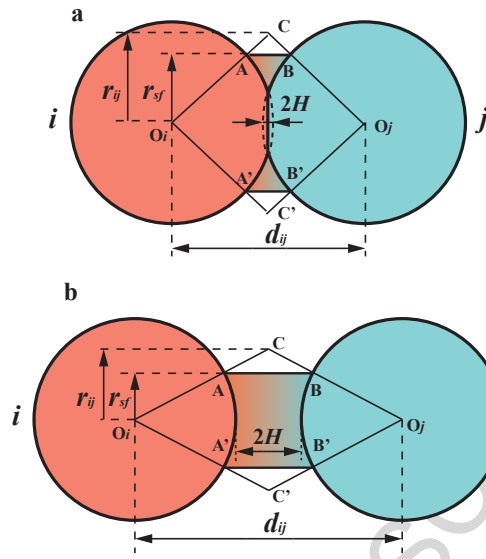 a
C
A
B
r_ij
r_sf
2H
i
j
O_i
O_j
A'
B'
C'
d_ij
b
C
A
B
r_ij
r_sf
i
O_i
O_j
A'
2H
B'
C'
d_ij